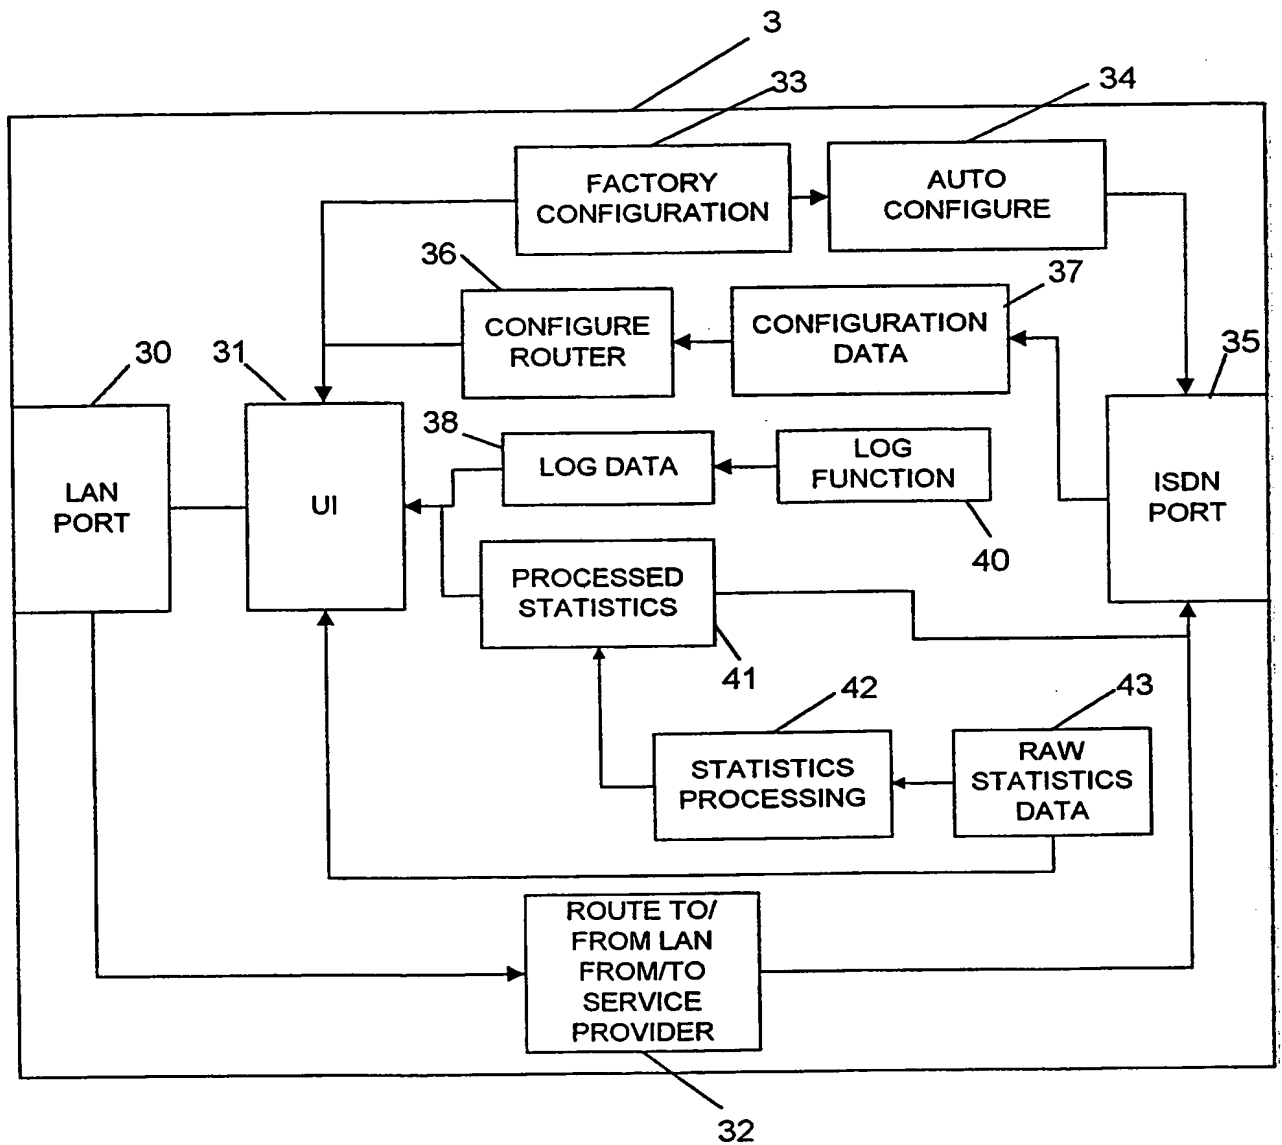 3
33
34
FACTORY
CONFIGURATION
AUTO
CONFIGURE
36
37
CONFIGURE
ROUTER
CONFIGURATION
DATA
30
31
35
38
LAN
PORT
UI
LOG DATA
LOG
FUNCTION
ISDN
PORT
40
PROCESSED
STATISTICS
41
42
43
STATISTICS
PROCESSING
RAW
STATISTICS
DATA
ROUTE TO/
FROM LAN
FROM/TO
SERVICE
PROVIDER
32